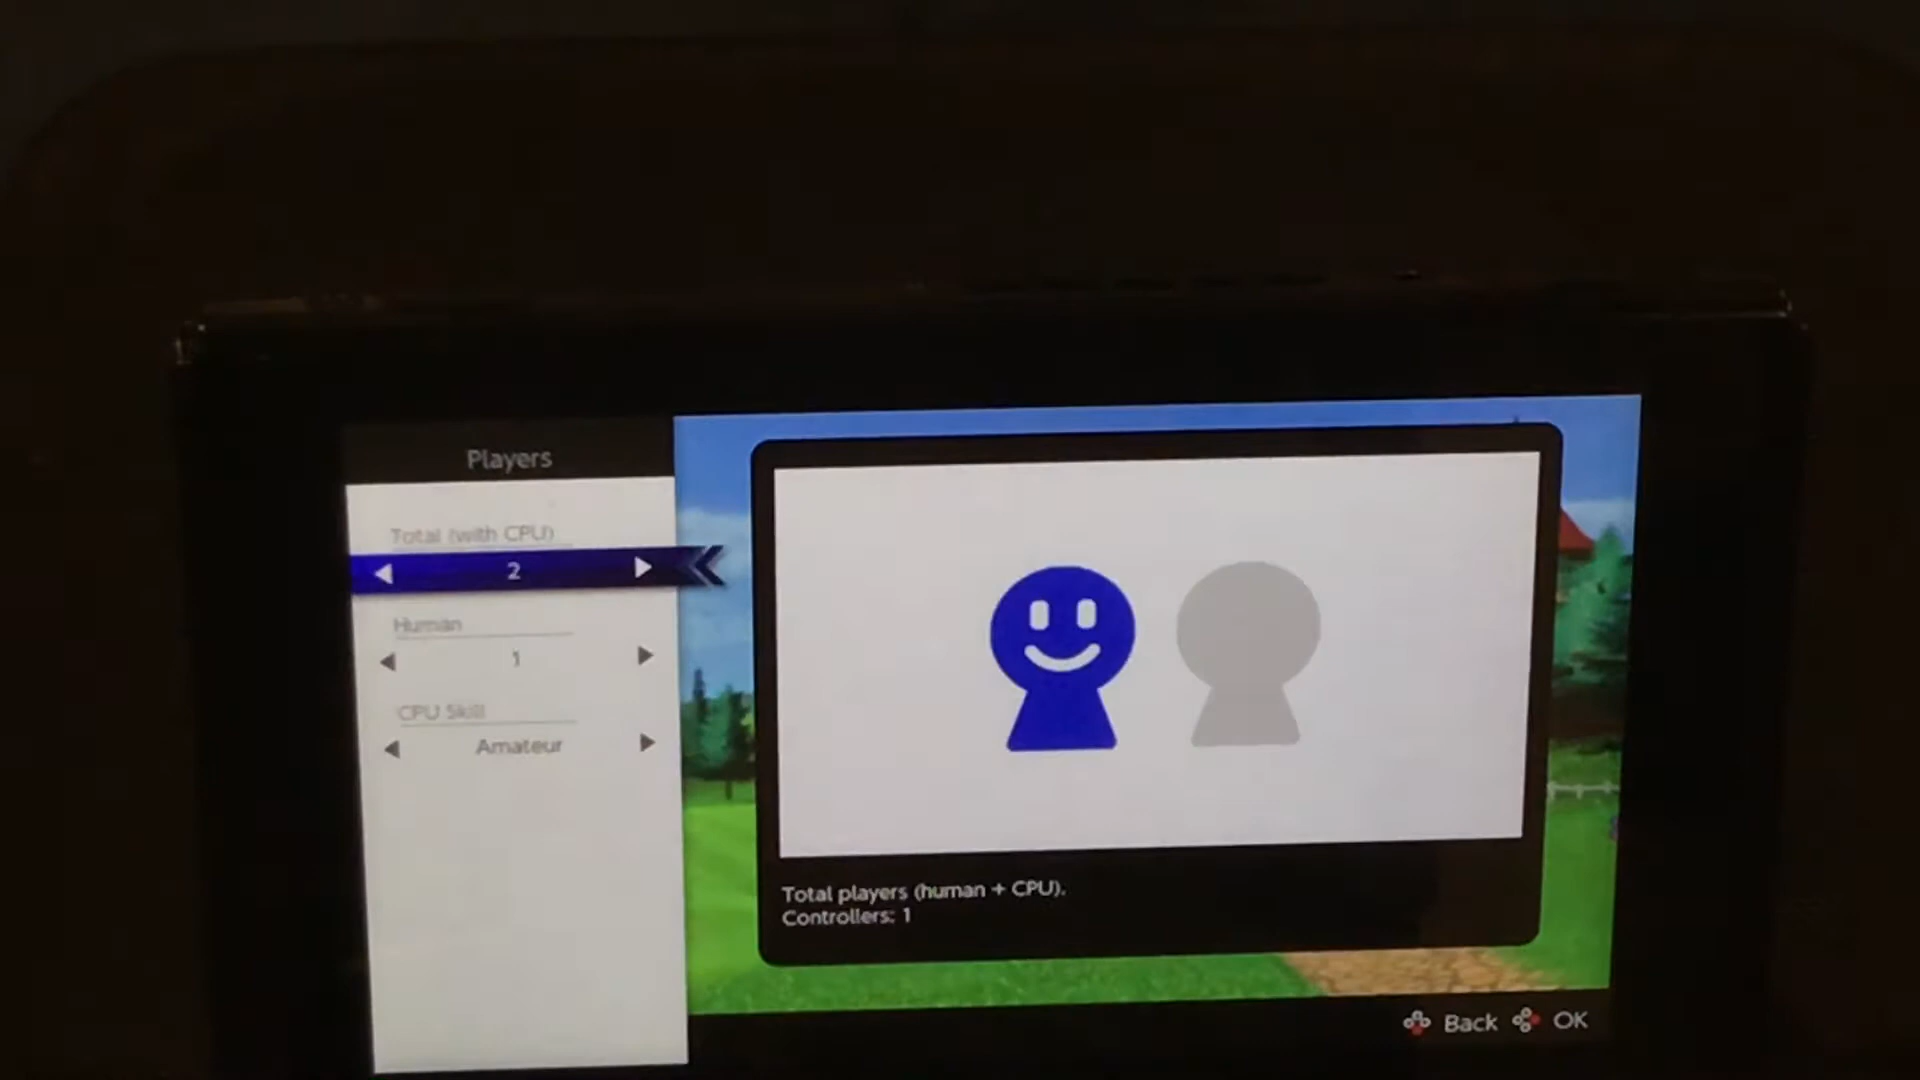 Players
Total (with CPU)
2
Human
1
CPU Skill
Amateur
Total players (human + CPU).
Controllers: 1
Back OK